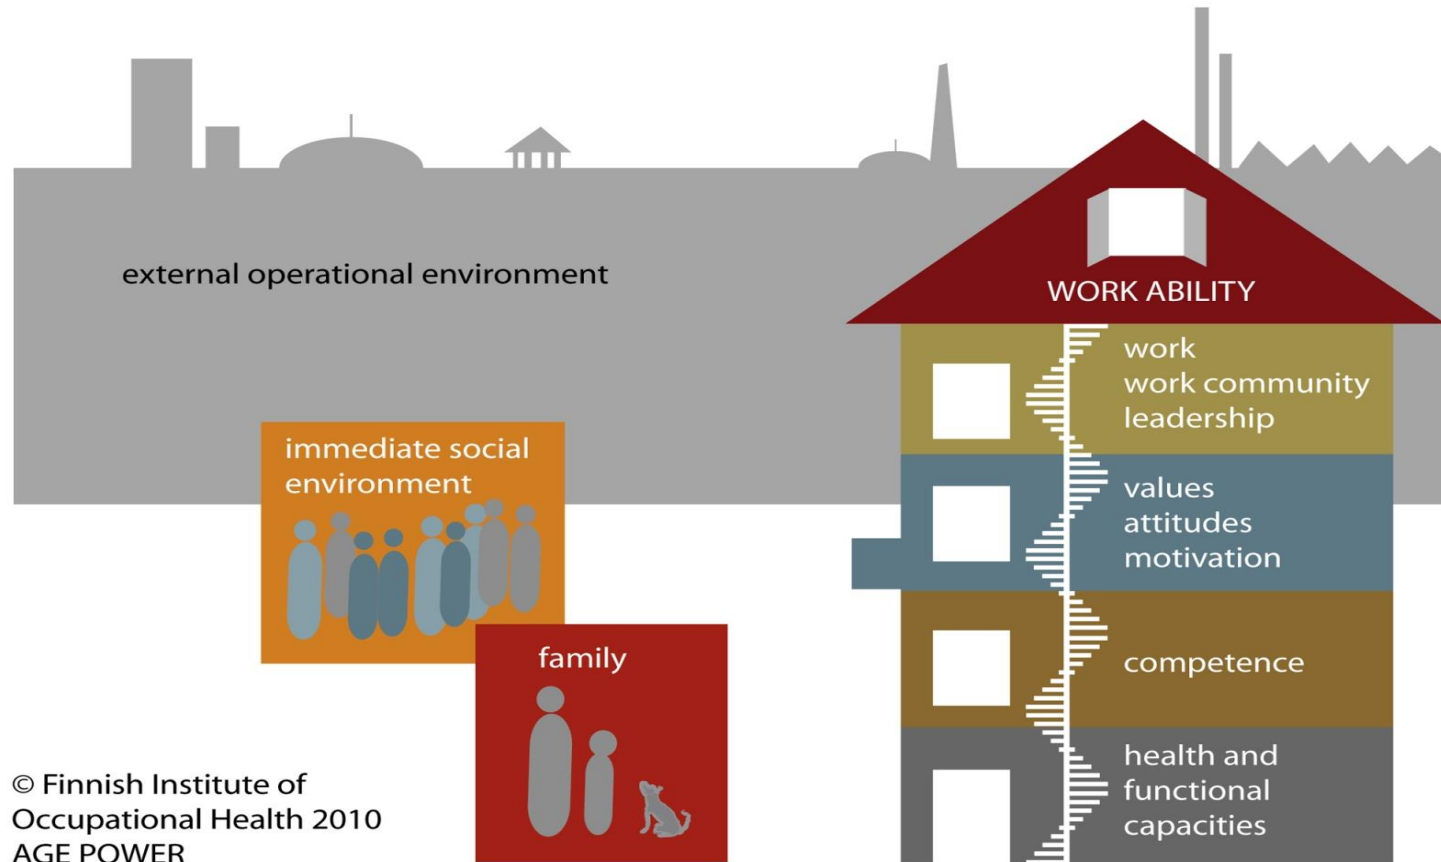 external operational environment
WORK ABILITY
work
work community
leadership
immediate social
environment
values
attitudes
motivation
family
competence
health and
functional
capacities
© Finnish Institute of
Occupational Health 2010
AGE POWER